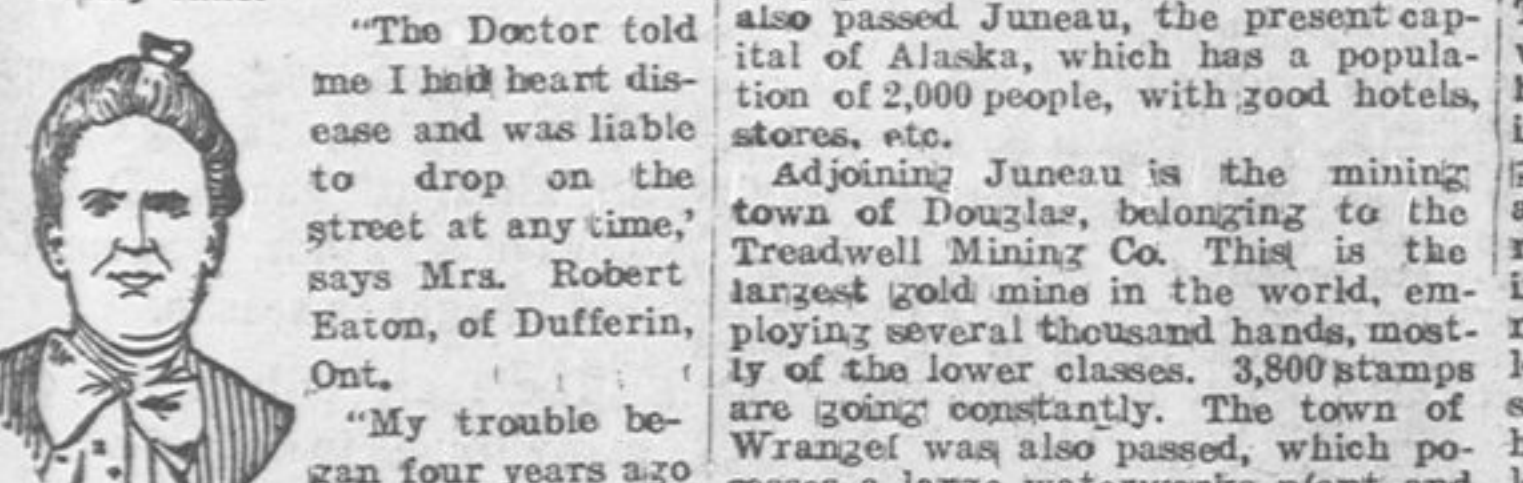 "The Doctor told
me I had heart dis-
ease and was liable
to drop on the
street at any time,'
says Mrs. Robert
Eaton, of Dufferin,
Ont.
"My trouble be-
gan four years ago
also passed Juneau, the present cap-
ital of Alaska, which has a popula-
tion of 2,000 people, with good hotels,
stores, etc.
Adjoining Juneau is the mining
town of Douglas, belonging to the
Treadwell Mining Co. This is the
largest gold mine in the world, em-
ploying several thousand hands, most-
ly of the lower classes. 3,800 stamps
are going constantly. The town of
Wrangel was also passed, which po-
a large waterworks plant and